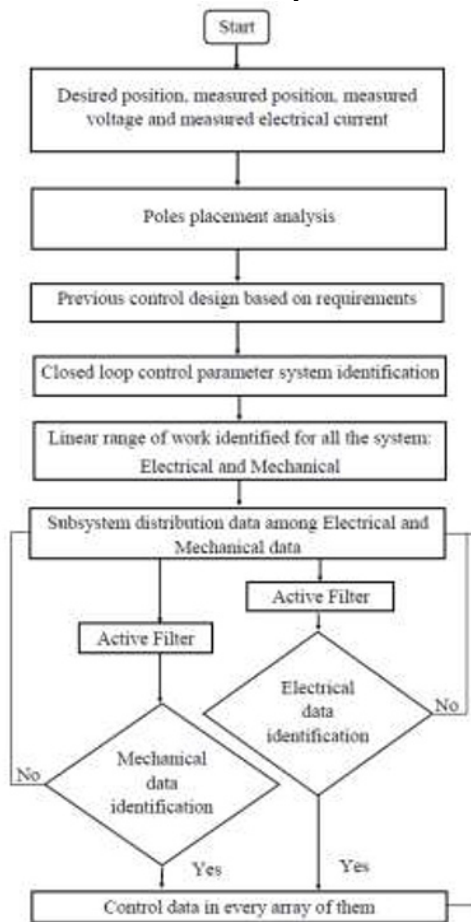 Start
Desired position, measured position, measured
voltage and measured electrical current
Poles placement analysis
Previous control design based on requirements
Closed loop control parameter system identification
Linear range of work identified for all the system:
Electrical and Mechanical
Subsystem distribution data among Electrical and
Mechanical data
Active Filter
Active Filter
Electrical
data
identification
No
Mechanical
data
identification
No
Yes
Yes
Control data in every array of them